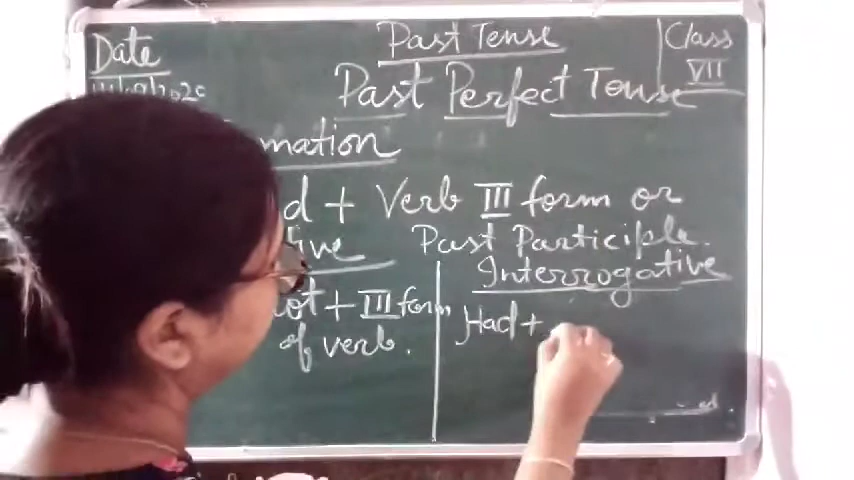 Date
Past Tense
Class
VII
Past Perfect Tense
mation
d + Verb III form or
Past Participle.
tive
Interrogative
ot + III form
of verb.
Had +